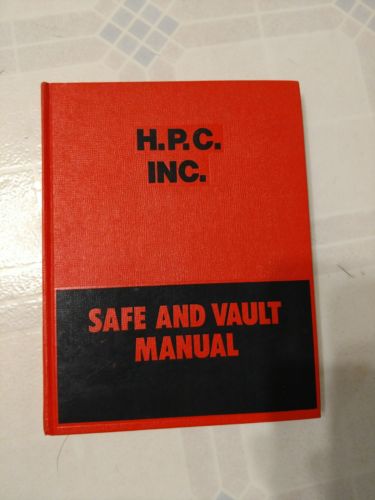 H.P.C.
INC.
SAFE AND VAULT
MANUAL